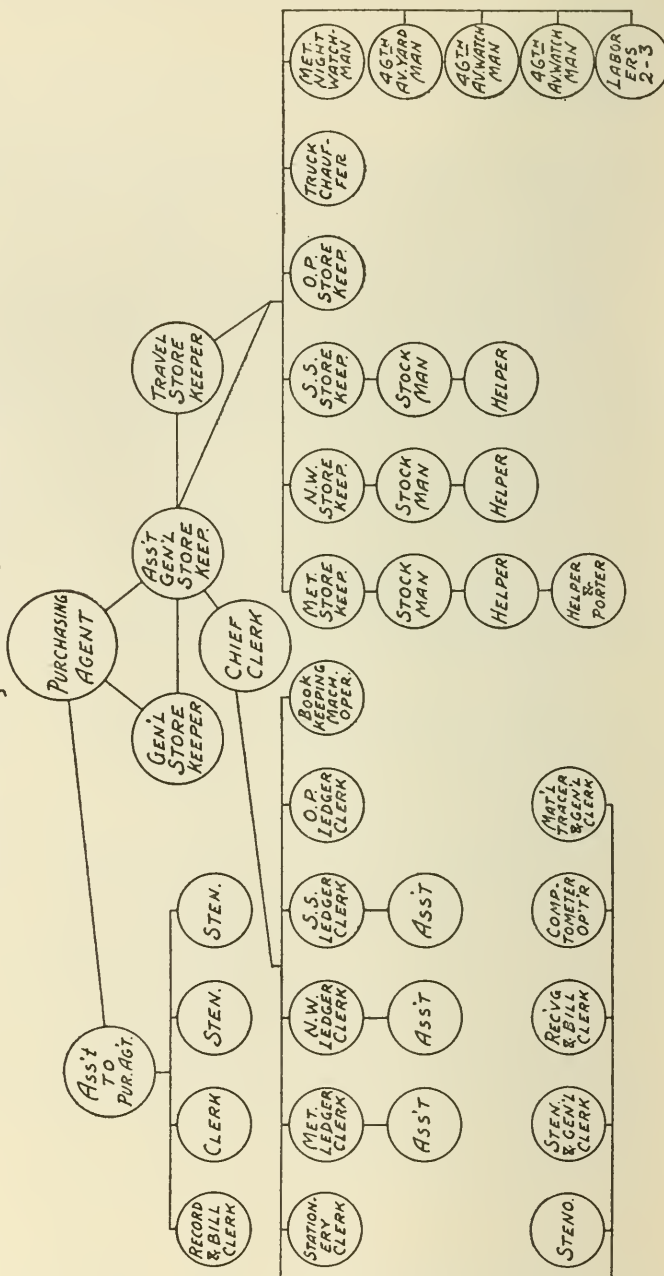 PURCHASING
AGENT
ASS't
TO
PUR. AGT.
GEN'L
STORE
KEEPER
ASS'T
GEN'L
STORE
KEEP.
TRAVEL
STORE
KEEPER
CHIEF
CLERK
RECORD
& BILL
CLERK
CLERK
STEN.
STEN.
STATION-
ERY
CLERK
MET.
LEDGER
CLERK
N.W.
LEDGER
CLERK
S.S.
LEDGER
CLERK
O.P.
LEDGER
CLERK
BOOK
KEEPING
MACH.
OPER.
ASS'T
ASS'T
ASS'T
STENO.
STEN.
& GEN'L
CLERK
REC'VG
& BILL
CLERK
COMP-
TOMETER
OP'T'R
MAT'L
TRACER
& GEN'L
CLERK
MET.
STORE
KEEP.
N.W.
STORE
KEEP.
S.S.
STORE
KEEP.
O.P.
STORE
KEEP.
TRUCK
CHAUF-
FER
MET.
NIGHT
WATCH-
MAN
STOCK
MAN
STOCK
MAN
STOCK
MAN
46TH
AV. YARD
MAN
HELPER
HELPER
HELPER
46TH
AV. WATCH
MAN
HELPER
&
PORTER
46TH
AV. WATCH
MAN
LABOR
ERS
2-3